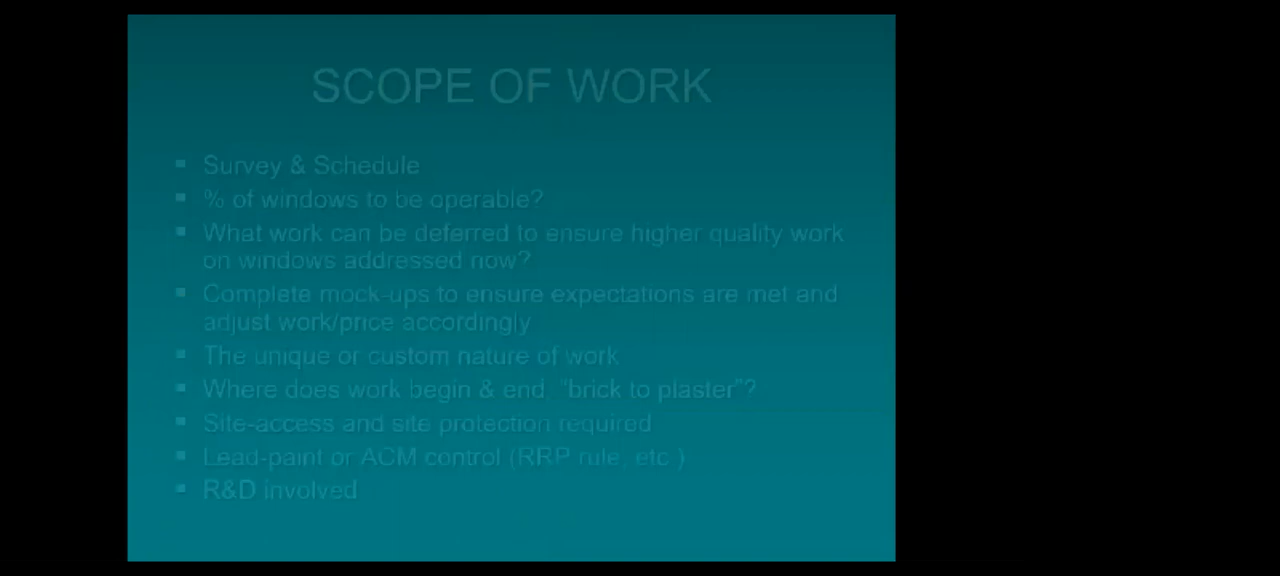 SCOPE OF WORK
▪ Survey & Schedule
▪ % of windows to be operable?
▪ What work can be deferred to ensure higher quality work
on windows addressed now?
▪ Complete mock-ups to ensure expectations are met and
adjust work/price accordingly
▪ The unique or custom nature of work
▪ Where does work begin & end, "brick to plaster"?
▪ Site-access and site protection required
▪ Lead-paint or ACM control (RRP rule, etc.)
▪ R&D involved